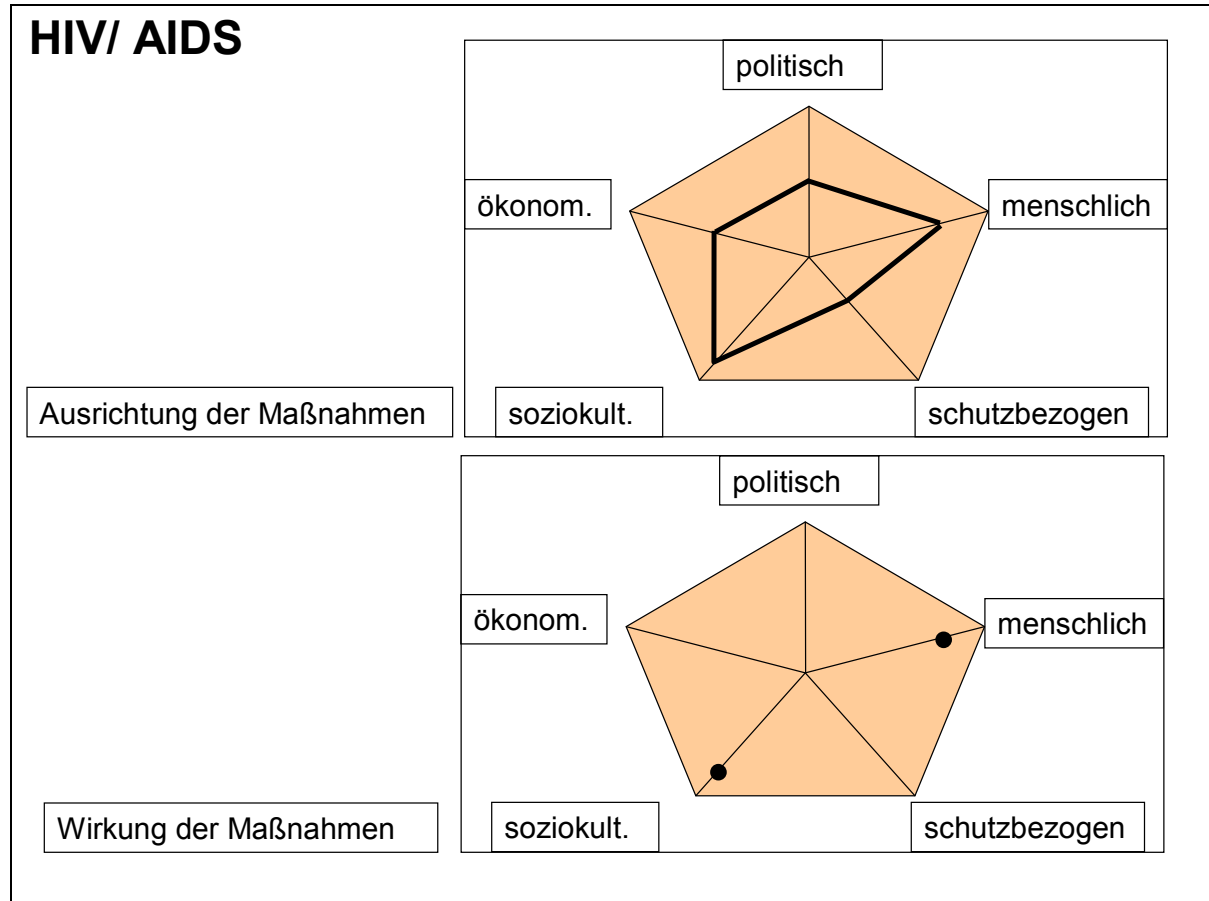 HIV/ AIDS
politisch
ökonom.
menschlich
Ausrichtung der Maßnahmen
soziokult.
schutzbezogen
politisch
ökonom.
menschlich
Wirkung der Maßnahmen
soziokult.
schutzbezogen